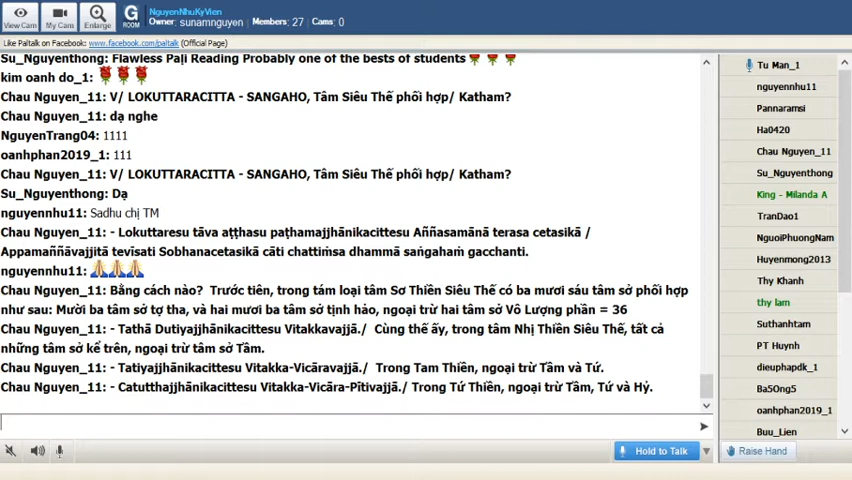 NguyenNhuKyVien
Owner: sunamnguyen Members: 27 Cams: 0
View Cam
My Cam
Enlarge
G
ROOM
Like Paltalk on Facebook: www.facebook.com/paltalk (Official Page)
Su_Nguyenthong: Flawless Paḷi Reading Probably one of the bests of students
kim oanh do_1:
Chau Nguyen_11: V/ LOKUTTARACITTA - SANGAHO, Tâm Siêu Thế phối hợp/ Katham?
Chau Nguyen_11: dạ nghe
NguyenTrang04: 1111
oanhphan2019_1: 111
Chau Nguyen_11: V/ LOKUTTARACITTA - SANGAHO, Tâm Siêu Thế phối hợp/ Katham?
Su_Nguyenthong: Dạ
nguyennhu11: Sadhu chị TM
Chau Nguyen_11: - Lokuttaresu tāva aṭṭhasu paṭhamajjhānikacittesu Aññasamānā terasa cetasikā /
Appamaññāvajjitā tevīsati Sobhanacetasikā cāti chattiṃsa dhammā saṅgahaṃ gacchanti.
nguyennhu11:
Chau Nguyen_11: Bằng cách nào? Trước tiên, trong tám loại tâm Sơ Thiền Siêu Thế có ba mươi sáu tâm sở phối hợp
như sau: Mười ba tâm sở tợ tha, và hai mươi ba tâm sở tịnh hảo, ngoại trừ hai tâm sở Vô Lượng phần = 36
Chau Nguyen_11: - Tathā Dutiyajjhānikacittesu Vitakkavajjā./ Cùng thế ấy, trong tâm Nhị Thiền Siêu Thế, tất cả
những tâm sở kể trên, ngoại trừ tâm sở Tầm.
Chau Nguyen_11: - Tatiyajjhānikacittesu Vitakka-Vicāravajjā./ Trong Tam Thiền, ngoại trừ Tầm và Tứ.
Chau Nguyen_11: - Catutthajjhānikacittesu Vitakka-Vicāra-Pītivajjā./ Trong Tứ Thiền, ngoại trừ Tầm, Tứ và Hỷ.
Tu Man_1
nguyennhu11
Pannaramsi
Ha0420
Chau Nguyen_11
Su_Nguyenthong
King - Milanda A
TranDao1
NguoiPhuongNam
Huyenmong2013
Thy Khanh
thy lam
Suthanhtam
PT Huynh
dieuphapdk_1
Ba5Ong5
oanhphan2019_1
Buu_Lien
Hold to Talk
Raise Hand